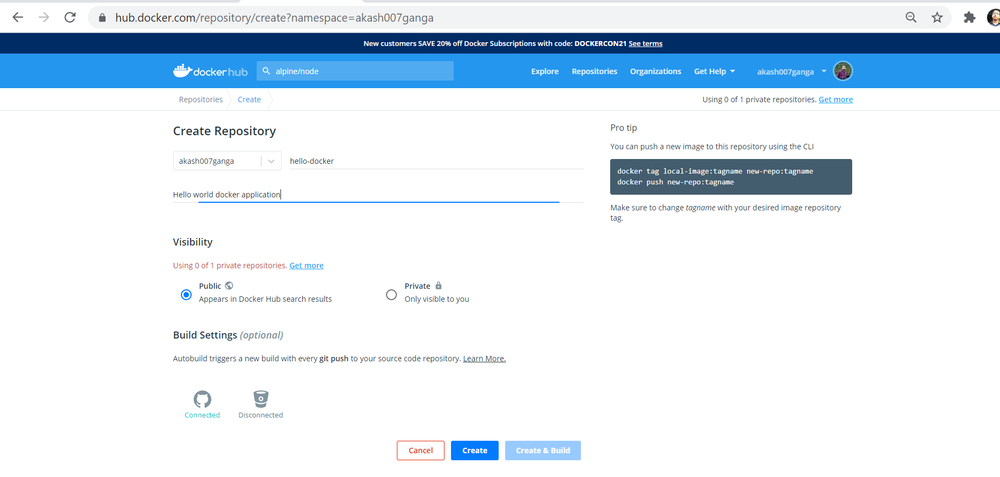 hub.docker.com/repository/create?namespace=akash007ganga
New customers SAVE 20% off Docker Subscriptions with code: DOCKERCON21 See terms
dockerhub alpine/node Explore Repositories Organizations Get Help akash007ganga
Repositories Create Using 0 of 1 private repositories. Get more
Create Repository
akash007ganga hello-docker
Hello world docker application
Pro tip
You can push a new image to this repository using the CLI
docker tag local-image:tagname new-repo:tagname
docker push new-repo:tagname
Make sure to change tagname with your desired image repository
tag.
Visibility
Using 0 of 1 private repositories. Get more
Public
Appears in Docker Hub search results
Private
Only visible to you
Build Settings (optional)
Autobuild triggers a new build with every git push to your source code repository. Learn More.
Connected Disconnected
Cancel Create Create & Build